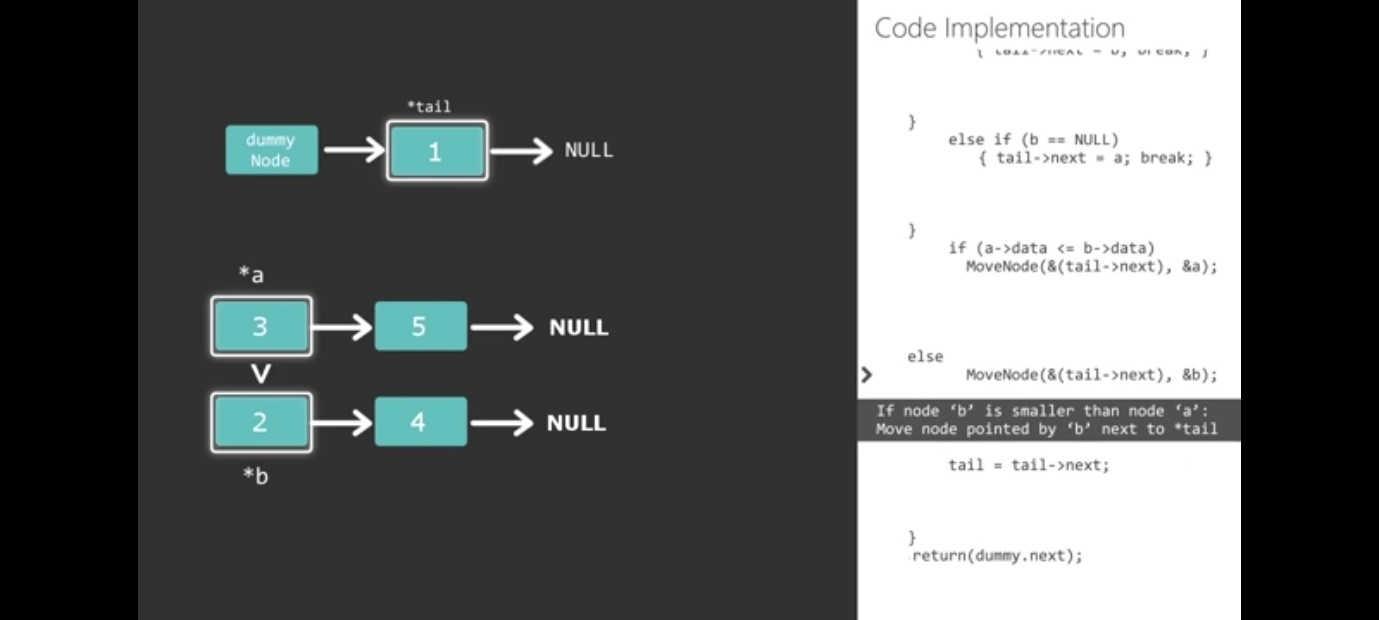 Code Implementation
*tail
dummy
Node
1
NULL
*a
3
5
NULL
V
2
4
NULL
*b
}
else if (b == NULL)
{ tail->next = a; break; }
}
if (a->data <= b->data)
MoveNode(&(tail->next), &a);
else
MoveNode(&(tail->next), &b);
If node ‘b’ is smaller than node ‘a’:
Move node pointed by ‘b’ next to *tail
tail = tail->next;
}
return(dummy.next);